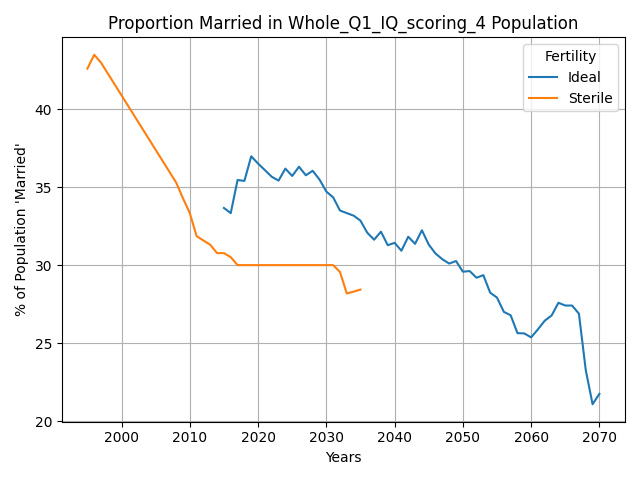 Proportion Married in Whole_Q1_IQ_scoring_4 Population
Fertility
Ideal
Sterile
% of Population 'Married'
40
35
30
25
20
2000 2010 2020 2030 2040 2050 2060 2070
Years